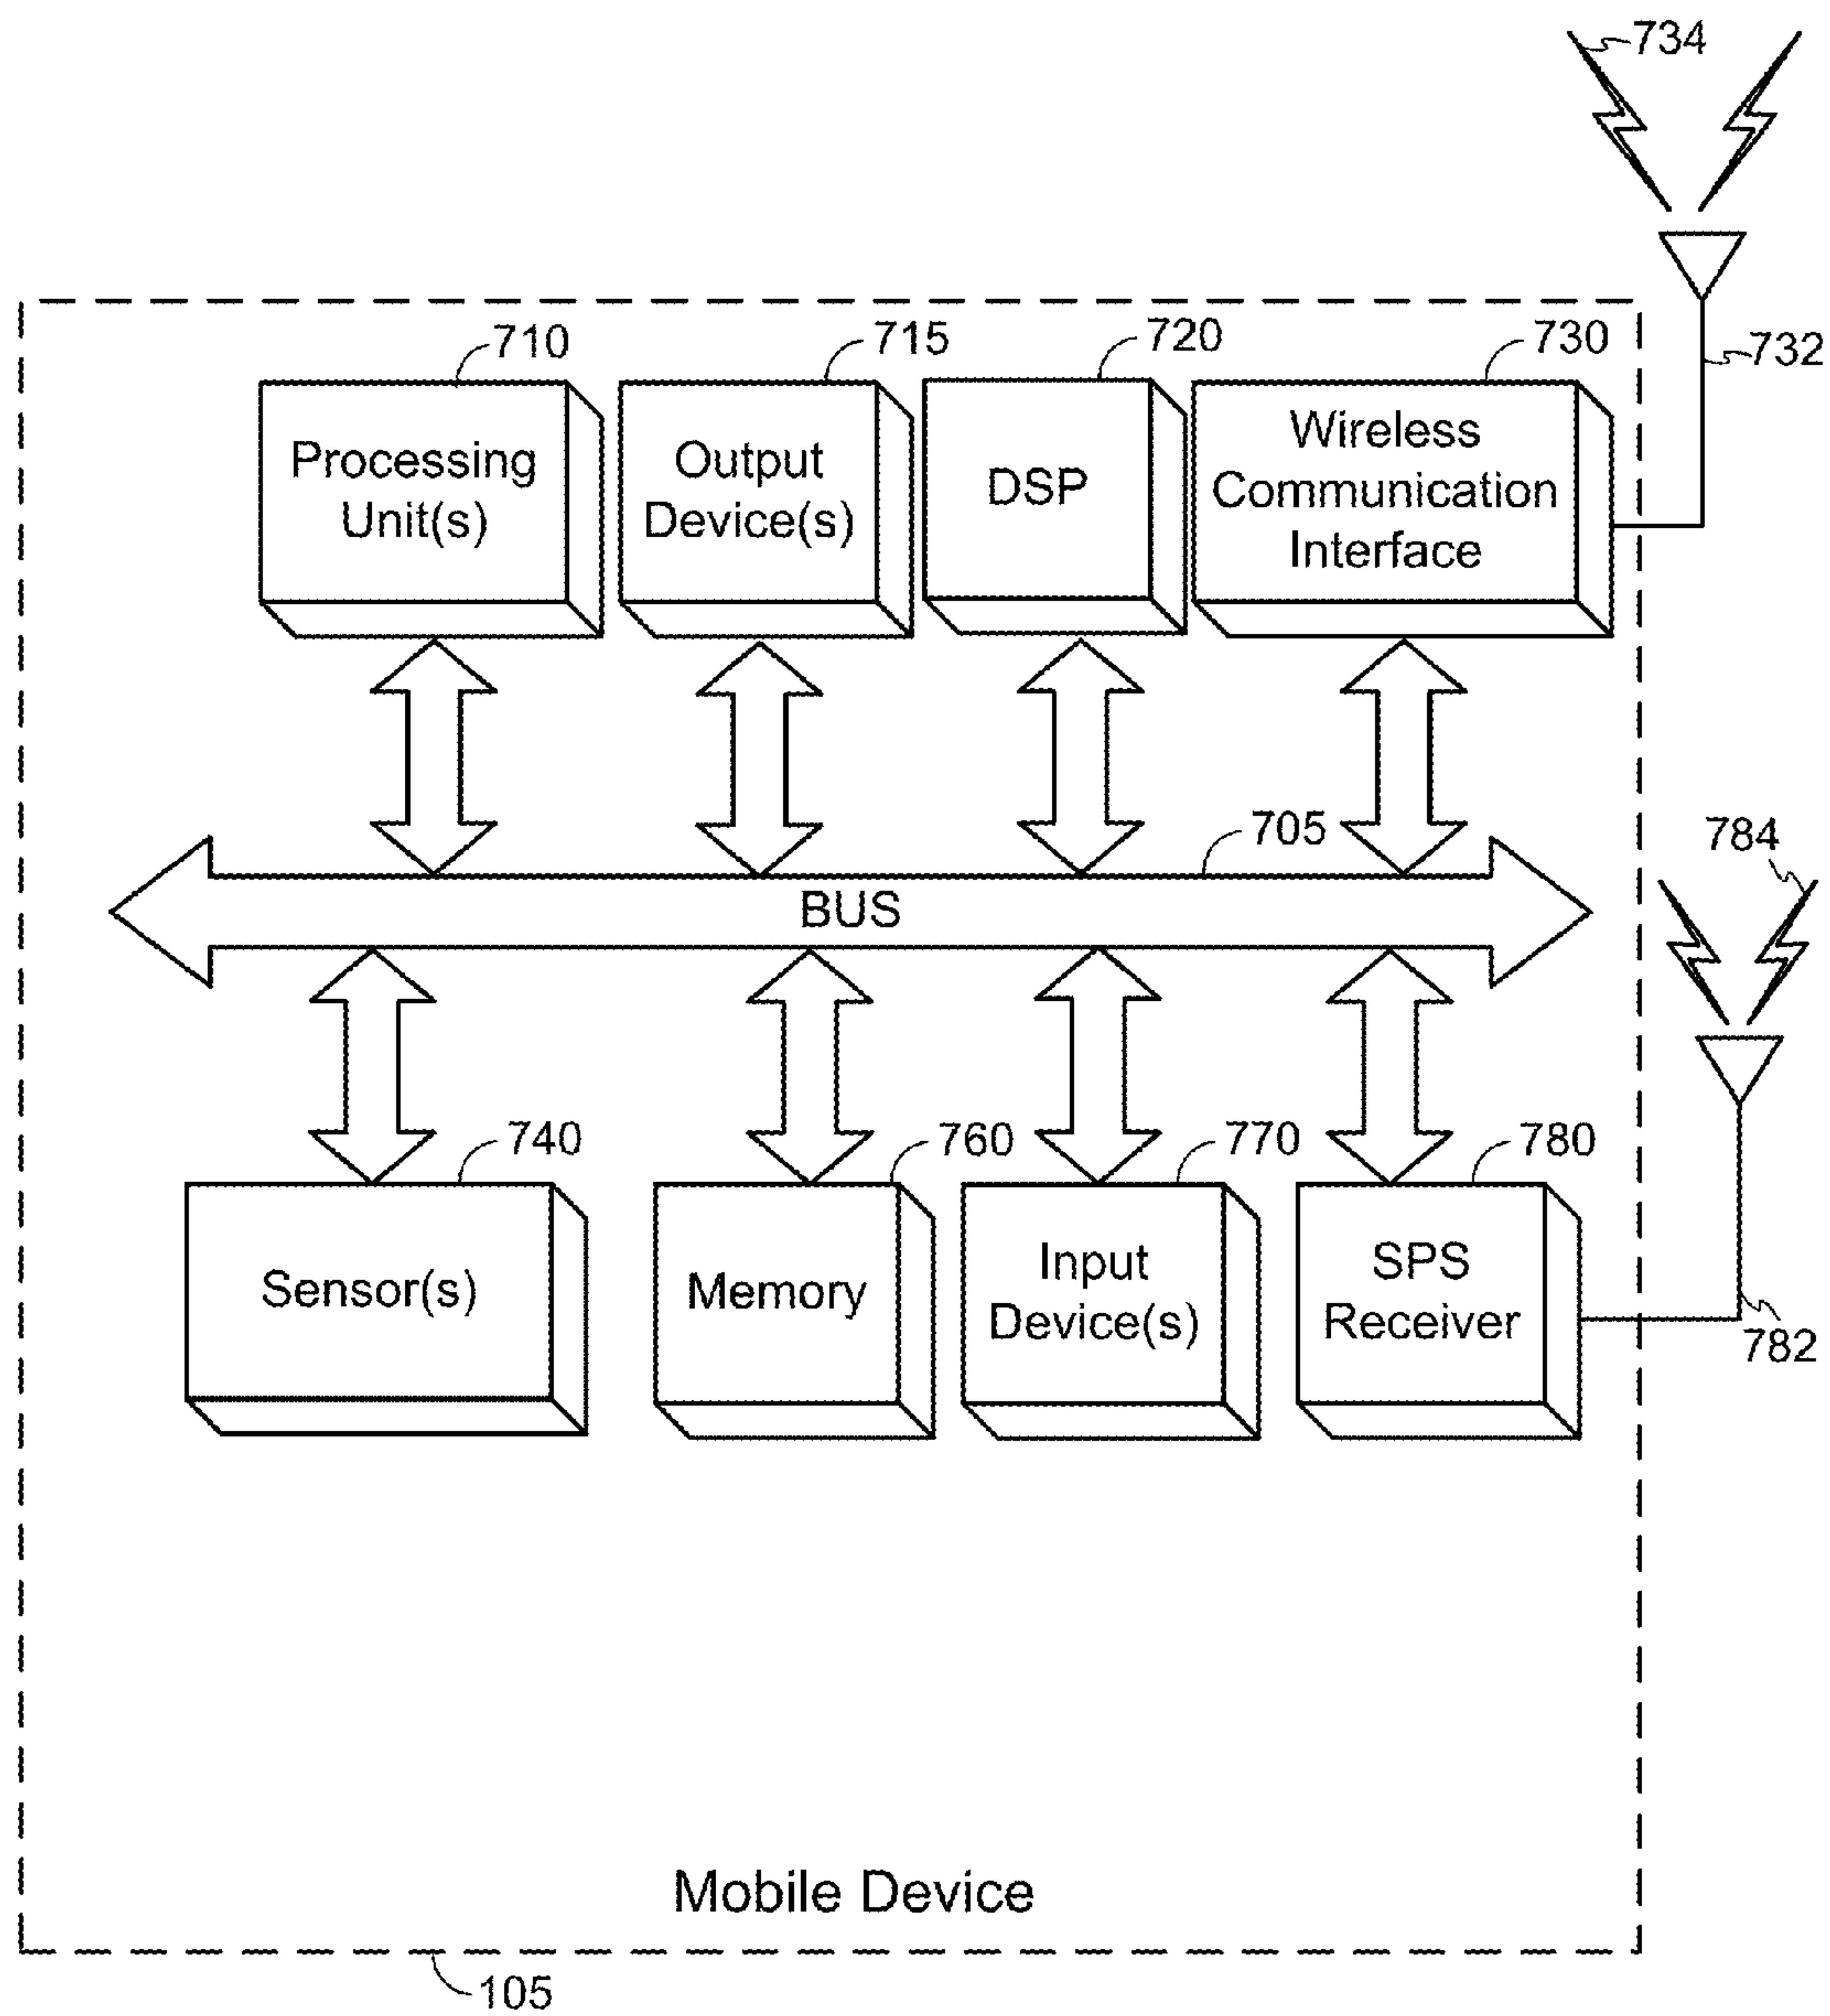 734
732
710
715
720
730
Processing
Unit(s)
Output
Device(s)
DSP
Wireless
Communication
Interface
705
BUS
784
740
760
770
780
Sensor(s)
Memory
Input
Device(s)
SPS
Receiver
782
Mobile Device
105